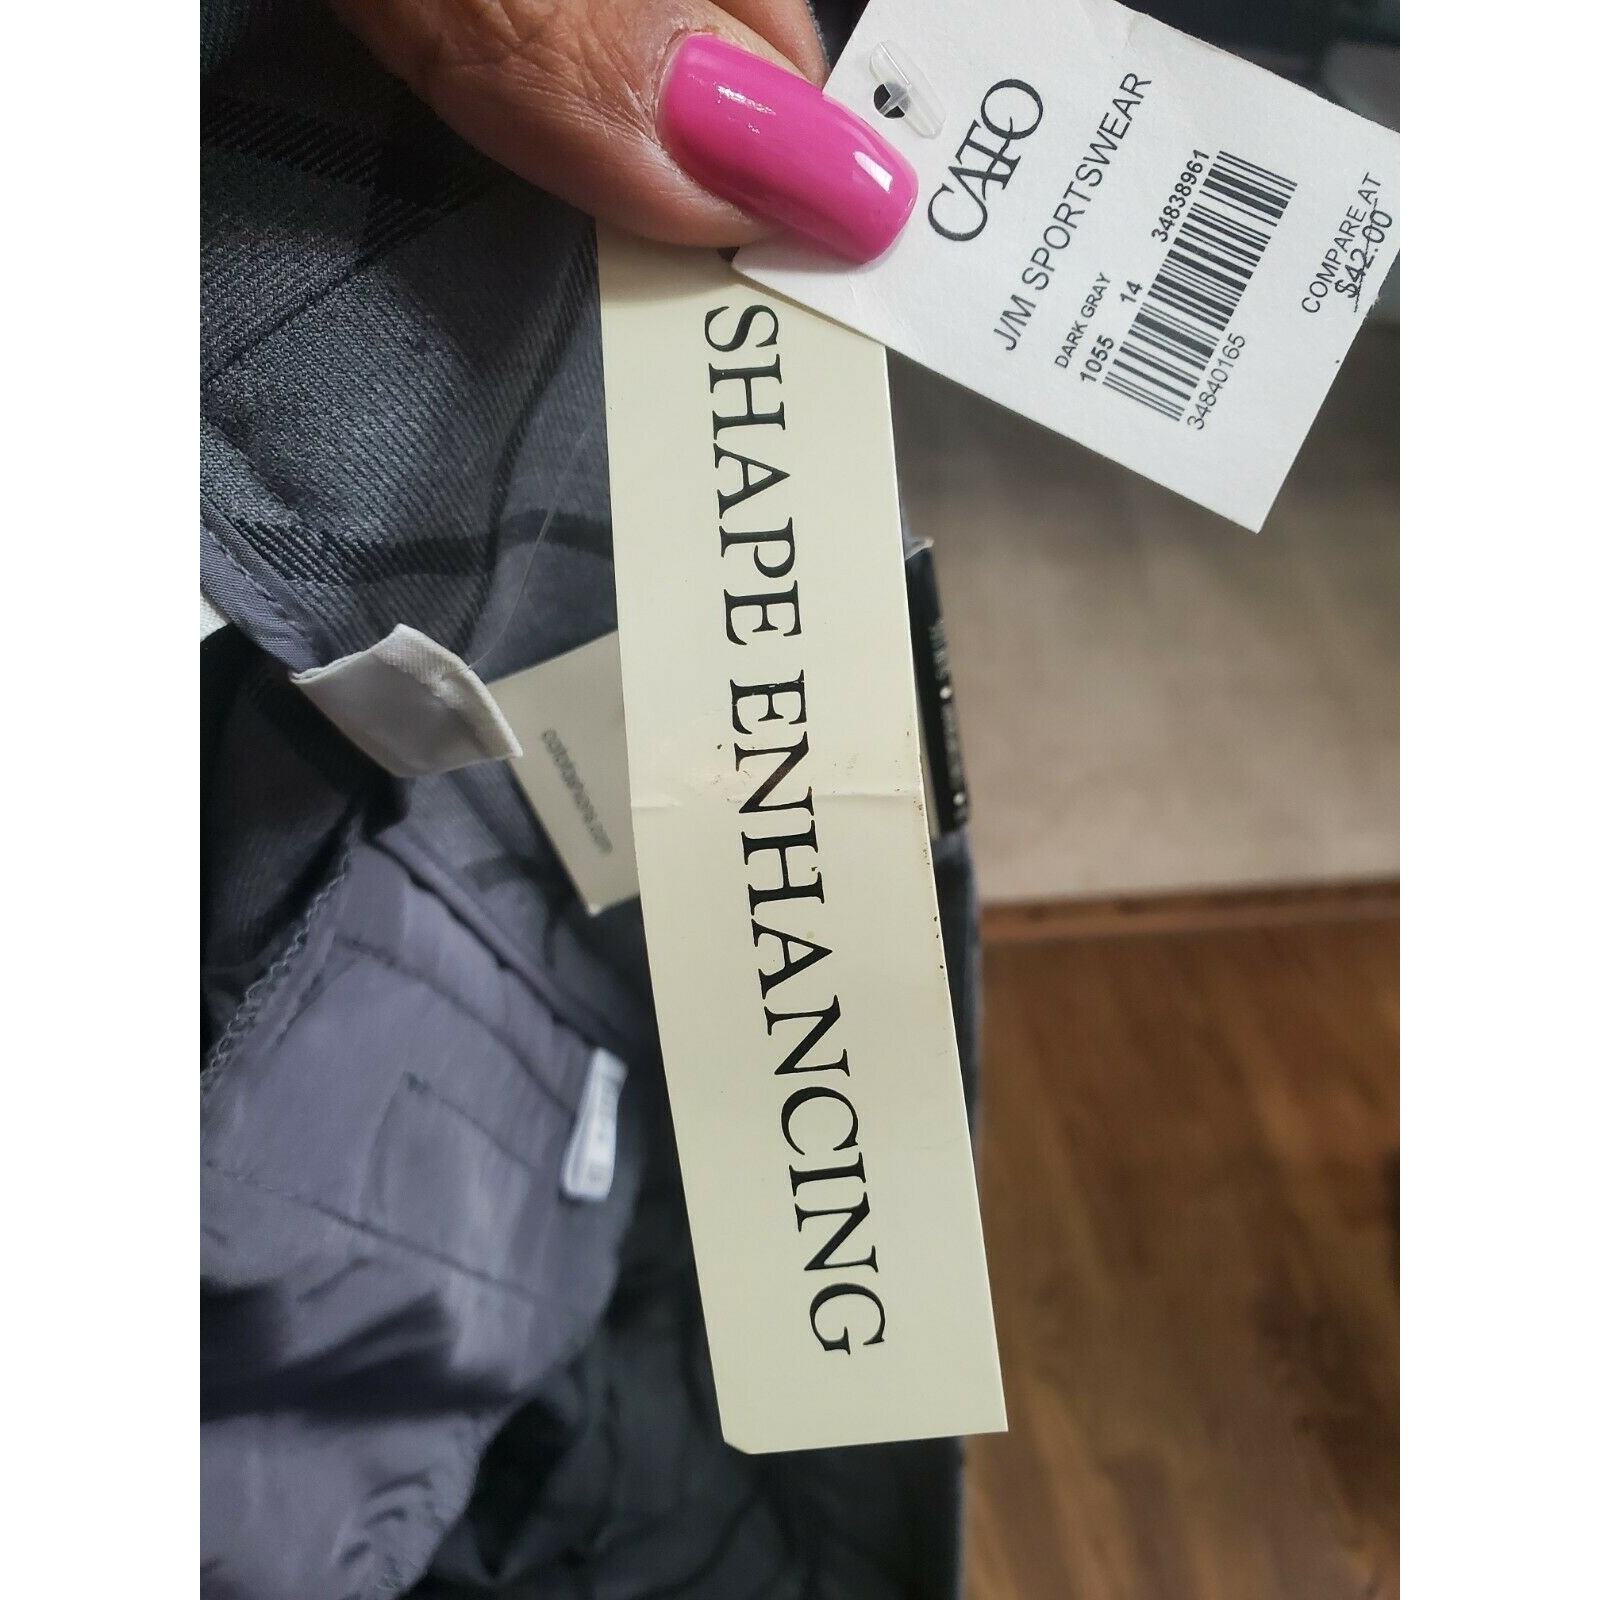 CATO
J/M SPORTSWEAR
DARK GRAY
1055 14 34838961
34840165
COMPARE AT
$42.00
SHAPE ENHANCING